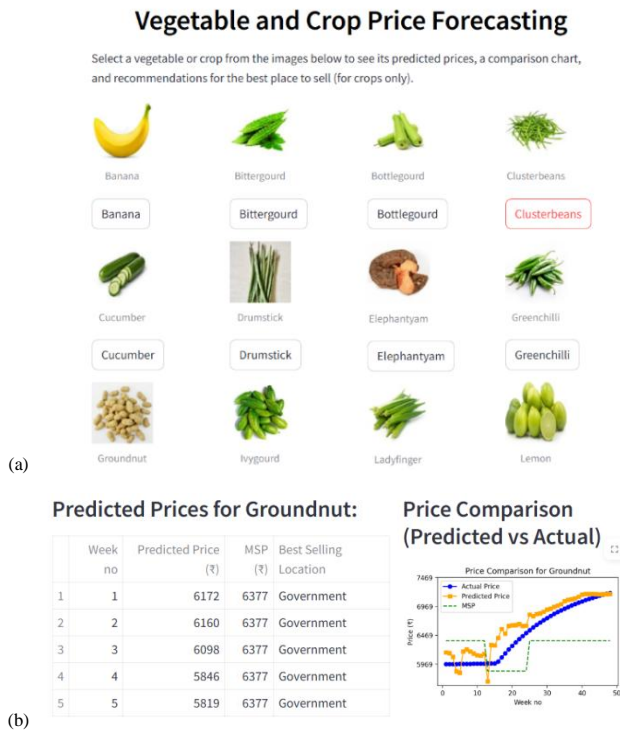 Vegetable and Crop Price Forecasting
Select a vegetable or crop from the images below to see its predicted prices, a comparison chart,
and recommendations for the best place to sell (for crops only).
Banana Bittergourd Bottlegourd Clusterbeans
Banana Bittergourd Bottlegourd Clusterbeans
Cucumber Drumstick Elephantyam Greenchilli
Cucumber Drumstick Elephantyam Greenchilli
Groundnut Ivygourd Ladyfinger Lemon
(a)
Predicted Prices for Groundnut:
Week no Predicted Price (₹) MSP (₹) Best Selling Location
1 1 6172 6377 Government
2 2 6160 6377 Government
3 3 6098 6377 Government
4 4 5846 6377 Government
5 5 5819 6377 Government
Price Comparison
(Predicted vs Actual)
Price Comparison for Groundnut
Actual Price
Predicted Price
MSP
Price (₹)
7469
6969
6469
5969
0 10 20 30 40 50
Week no
(b)